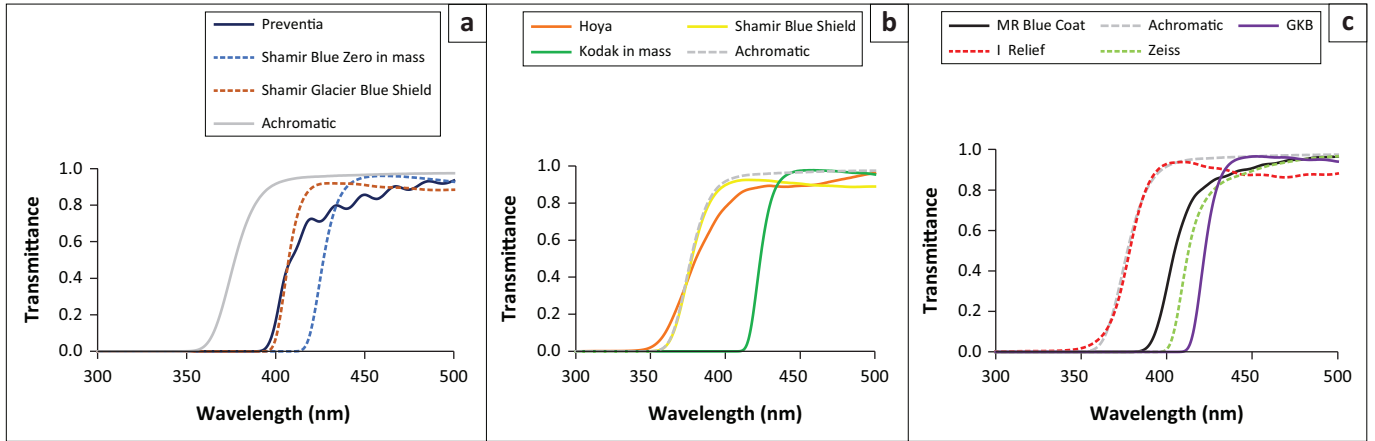 a
Preventia
Shamir Blue Zero in mass
Shamir Glacier Blue Shield
Achromatic
Transmittance
1.0
0.8
0.6
0.4
0.2
0.0
300 350 400 450 500
Wavelength (nm)
b
Hoya Shamir Blue Shield
Kodak in mass Achromatic
Transmittance
1.0
0.8
0.6
0.4
0.2
0.0
300 350 400 450 500
Wavelength (nm)
c
MR Blue Coat Achromatic GKB
I Relief Zeiss
Transmittance
1.0
0.8
0.6
0.4
0.2
0.0
300 350 400 450 500
Wavelength (nm)